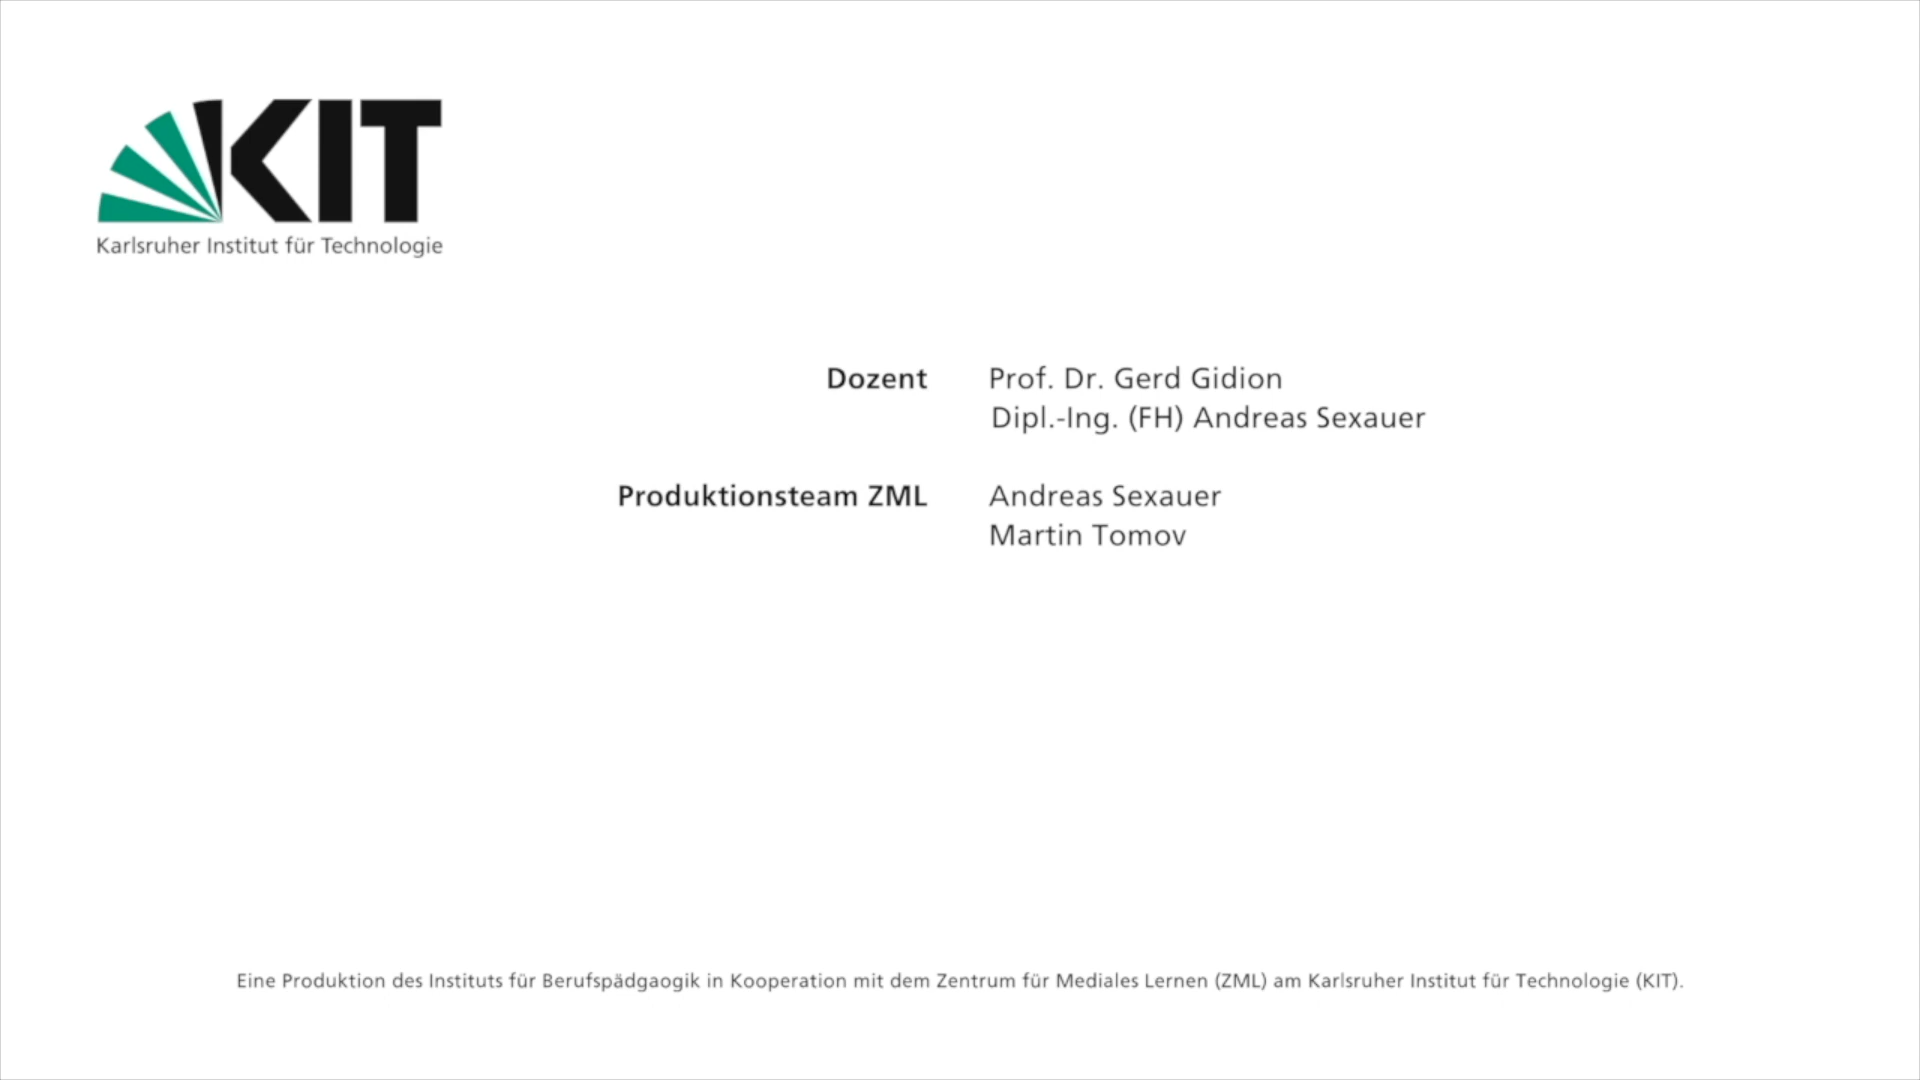 KIT
Karlsruher Institut für Technologie
Dozent Prof. Dr. Gerd Gidion
Dipl.-Ing. (FH) Andreas Sexauer
Produktionsteam ZML Andreas Sexauer
Martin Tomov
Eine Produktion des Instituts für Berufspädgaogik in Kooperation mit dem Zentrum für Mediales Lernen (ZML) am Karlsruher Institut für Technologie (KIT).